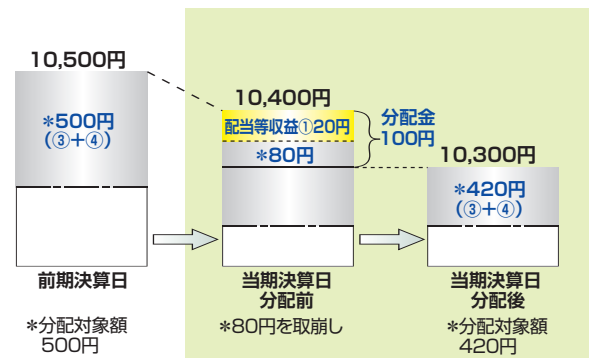 10,500円
*500円
(③+④)
前期決算日
*分配対象額
500円
10,400円
配当等収益①20円
*80円
分配金
100円
当期決算日
分配前
*80円を取崩し
10,300円
*420円
(③+④)
当期決算日
分配後
*分配対象額
420円